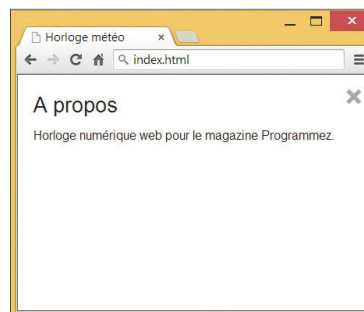 Horloge météo
index.html
A propos
Horloge numérique web pour le magazine Programmez.